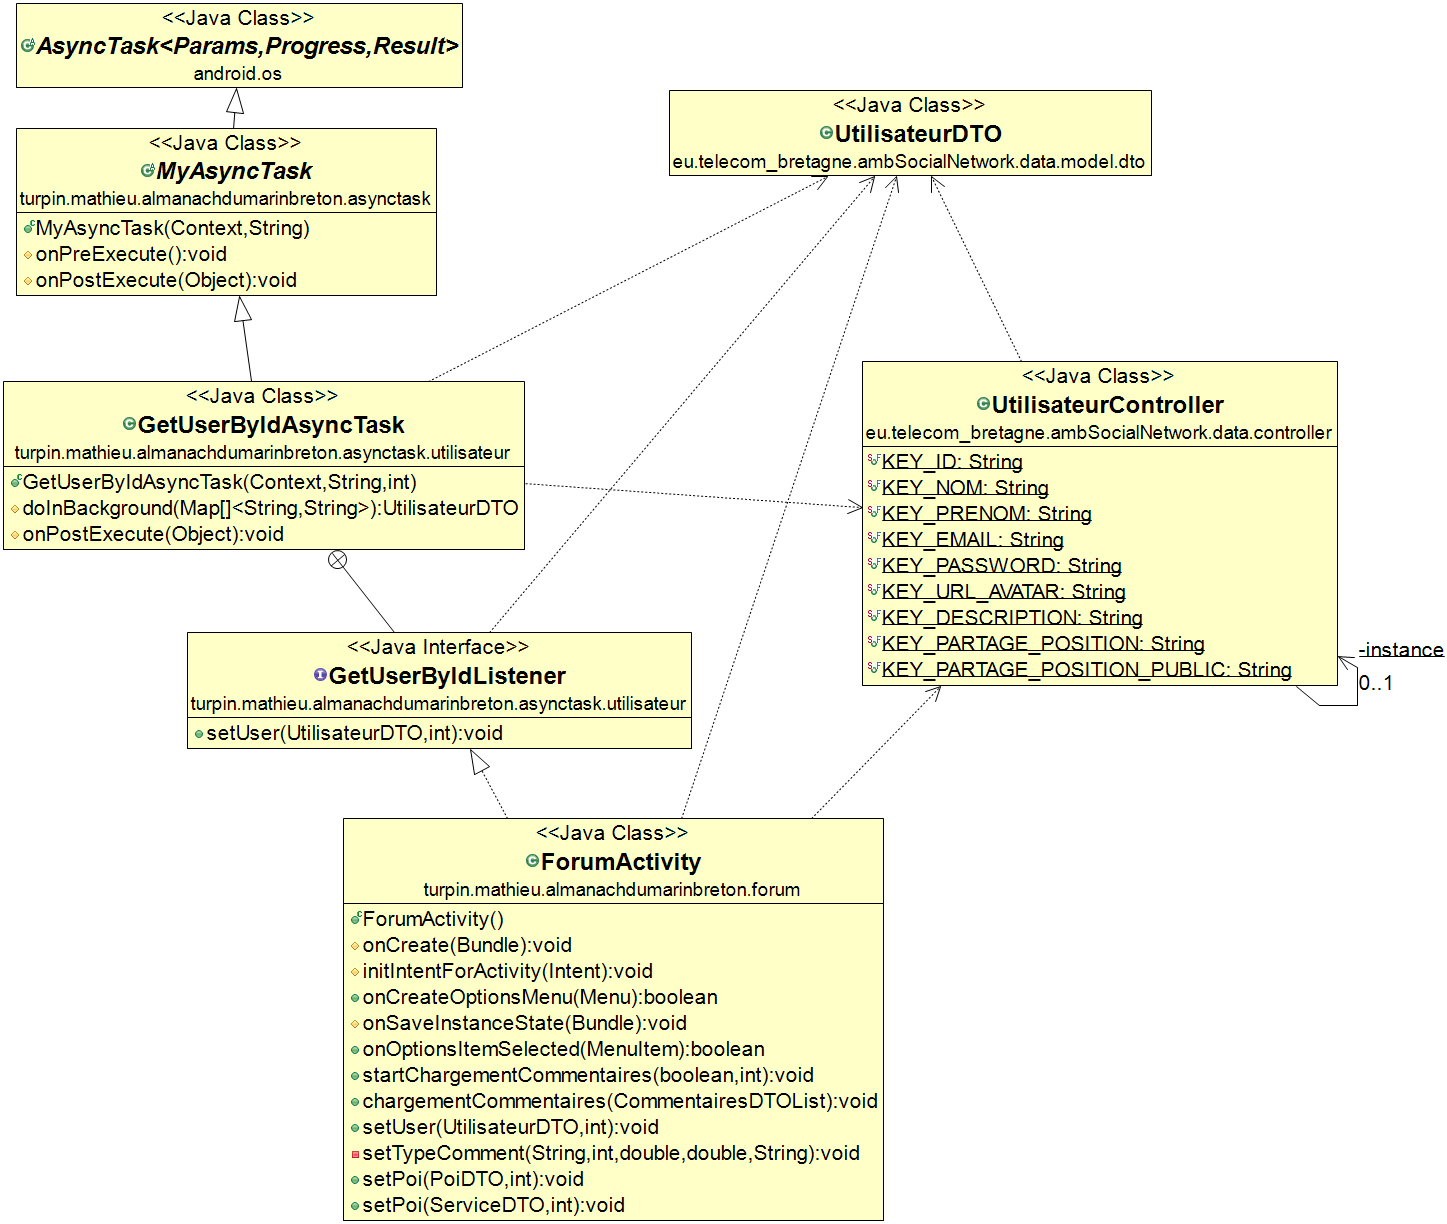 <<Java Class>>
AsyncTask<Params,Progress,Result>
android.os
<<Java Class>>
MyAsyncTask
turpin.mathieu.almanachdumarinbreton.asynctask
MyAsyncTask(Context,String)
onPreExecute():void
onPostExecute(Object):void
<<Java Class>>
UtilisateurDTO
eu.telecom_bretagne.ambSocialNetwork.data.model.dto
<<Java Class>>
GetUserByIdAsyncTask
turpin.mathieu.almanachdumarinbreton.asynctask.utilisateur
GetUserByIdAsyncTask(Context,String,int)
doInBackground(Map[]<String,String>):UtilisateurDTO
onPostExecute(Object):void
<<Java Class>>
UtilisateurController
eu.telecom_bretagne.ambSocialNetwork.data.controller
KEY_ID: String
KEY_NOM: String
KEY_PRENOM: String
KEY_EMAIL: String
KEY_PASSWORD: String
KEY_URL_AVATAR: String
KEY_DESCRIPTION: String
KEY_PARTAGE_POSITION: String
KEY_PARTAGE_POSITION_PUBLIC: String
-instance
0..1
<<Java Interface>>
GetUserByIdListener
turpin.mathieu.almanachdumarinbreton.asynctask.utilisateur
setUser(UtilisateurDTO,int):void
<<Java Class>>
ForumActivity
turpin.mathieu.almanachdumarinbreton.forum
ForumActivity()
onCreate(Bundle):void
initIntentForActivity(Intent):void
onCreateOptionsMenu(Menu):boolean
onSaveInstanceState(Bundle):void
onOptionsItemSelected(MenuItem):boolean
startChargementCommentaires(boolean,int):void
chargementCommentaires(CommentairesDTOList):void
setUser(UtilisateurDTO,int):void
setTypeComment(String,int,double,double,String):void
setPoi(PoiDTO,int):void
setPoi(ServiceDTO,int):void